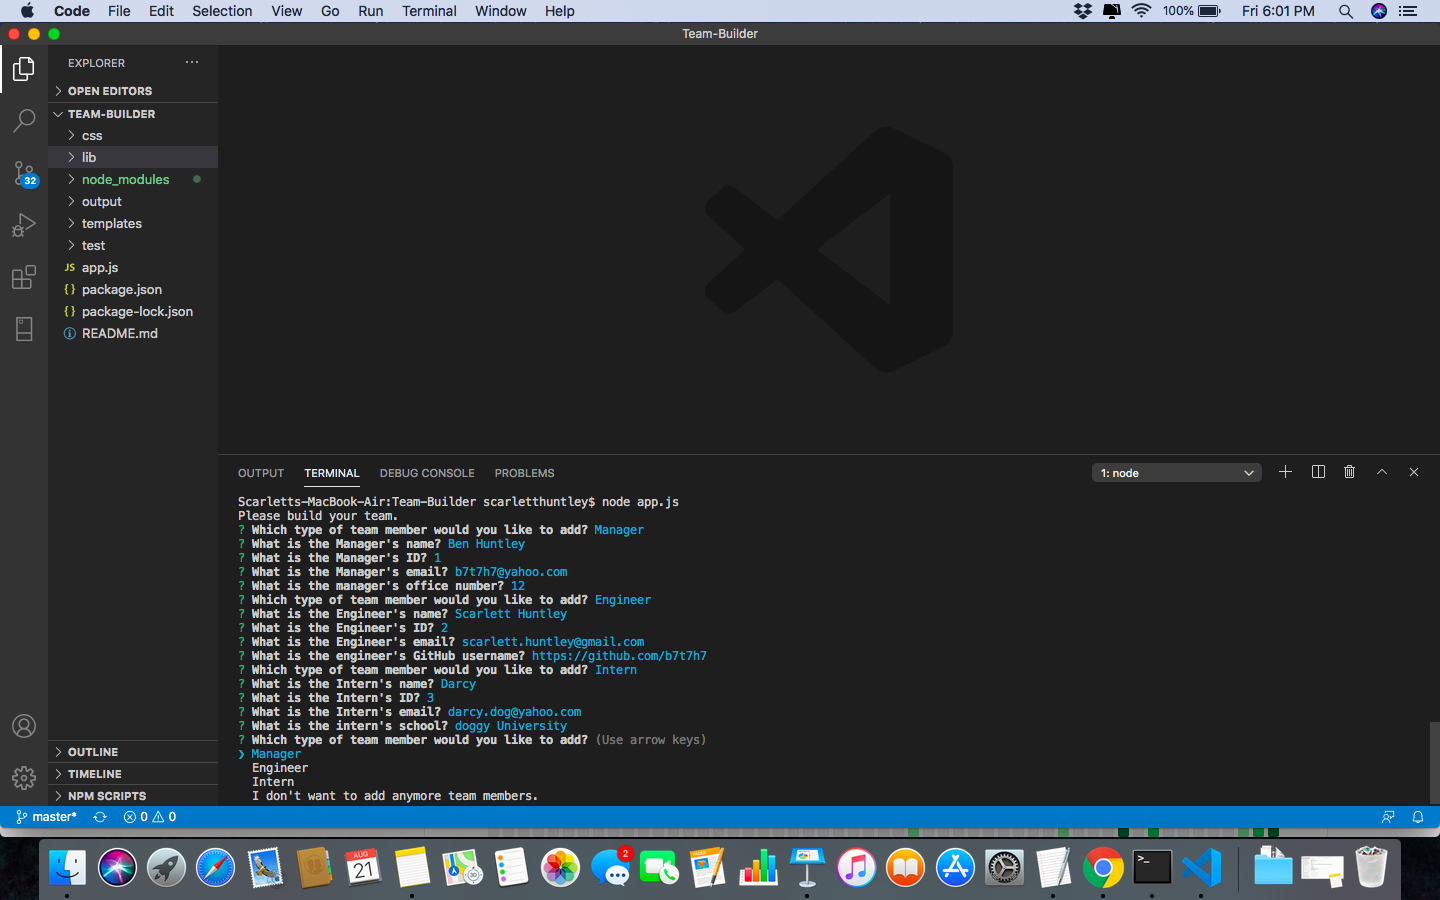 Code File Edit Selection View Go Run Terminal Window Help 100% Fri 6:01 PM
Team-Builder
EXPLORER
OPEN EDITORS
TEAM-BUILDER
css
lib
node_modules
output
templates
test
JS app.js
{} package.json
{} package-lock.json
README.md
32
OUTLINE
TIMELINE
NPM SCRIPTS
OUTPUT TERMINAL DEBUG CONSOLE PROBLEMS 1: node
Scarletts-MacBook-Air:Team-Builder scarletthuntley$ node app.js
Please build your team.
? Which type of team member would you like to add? Manager
? What is the Manager's name? Ben Huntley
? What is the Manager's ID? 1
? What is the Manager's email? b7t7h7@yahoo.com
? What is the manager's office number? 12
? Which type of team member would you like to add? Engineer
? What is the Engineer's name? Scarlett Huntley
? What is the Engineer's ID? 2
? What is the Engineer's email? scarlett.huntley@gmail.com
? What is the engineer's GitHub username? https://github.com/b7t7h7
? Which type of team member would you like to add? Intern
? What is the Intern's name? Darcy
? What is the Intern's ID? 3
? What is the Intern's email? darcy.dog@yahoo.com
? What is the intern's school? doggy University
? Which type of team member would you like to add? (Use arrow keys)
❯ Manager
Engineer
Intern
I don't want to add anymore team members.
master* 0 0
AUG
21
2
3D
>_